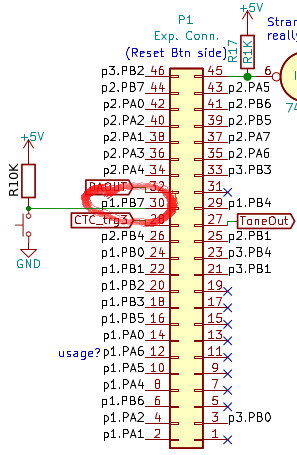 +5V
P1
Exp. Conn.
Stran
really
(Reset Btn side)
R17
R1K
p3.PB2 46 45 6
p2.PB7 44 43 p2.PA5
74
p2.PA0 42 41 p2.PB6
p2.PA2 40 39 p2.PB5
+5V
p2.PA1 38 37 p2.PA7
p2.PA3 36 35 p2.PA6
p2.PA4 34 33 p3.PB3
R10K
32 31
p1.PB7 30 29 p1.PB4
CTC_trg3 28 27 ToneOut
p2.PB4 26 25 p2.PB1
p1.PB0 24 23
GND
p1.PB1 22 21 p3.PB1
p1.PB2 20 19
p1.PB3 18 17
p1.PB5 16 15
p1.PA0 14 13
usage? p1.PA6 12 11
p1.PA5 10 9
p1.PA4 8 7
p1.PB6 6 5
p1.PA2 4 3 p3.PB0
p1.PA1 2 1